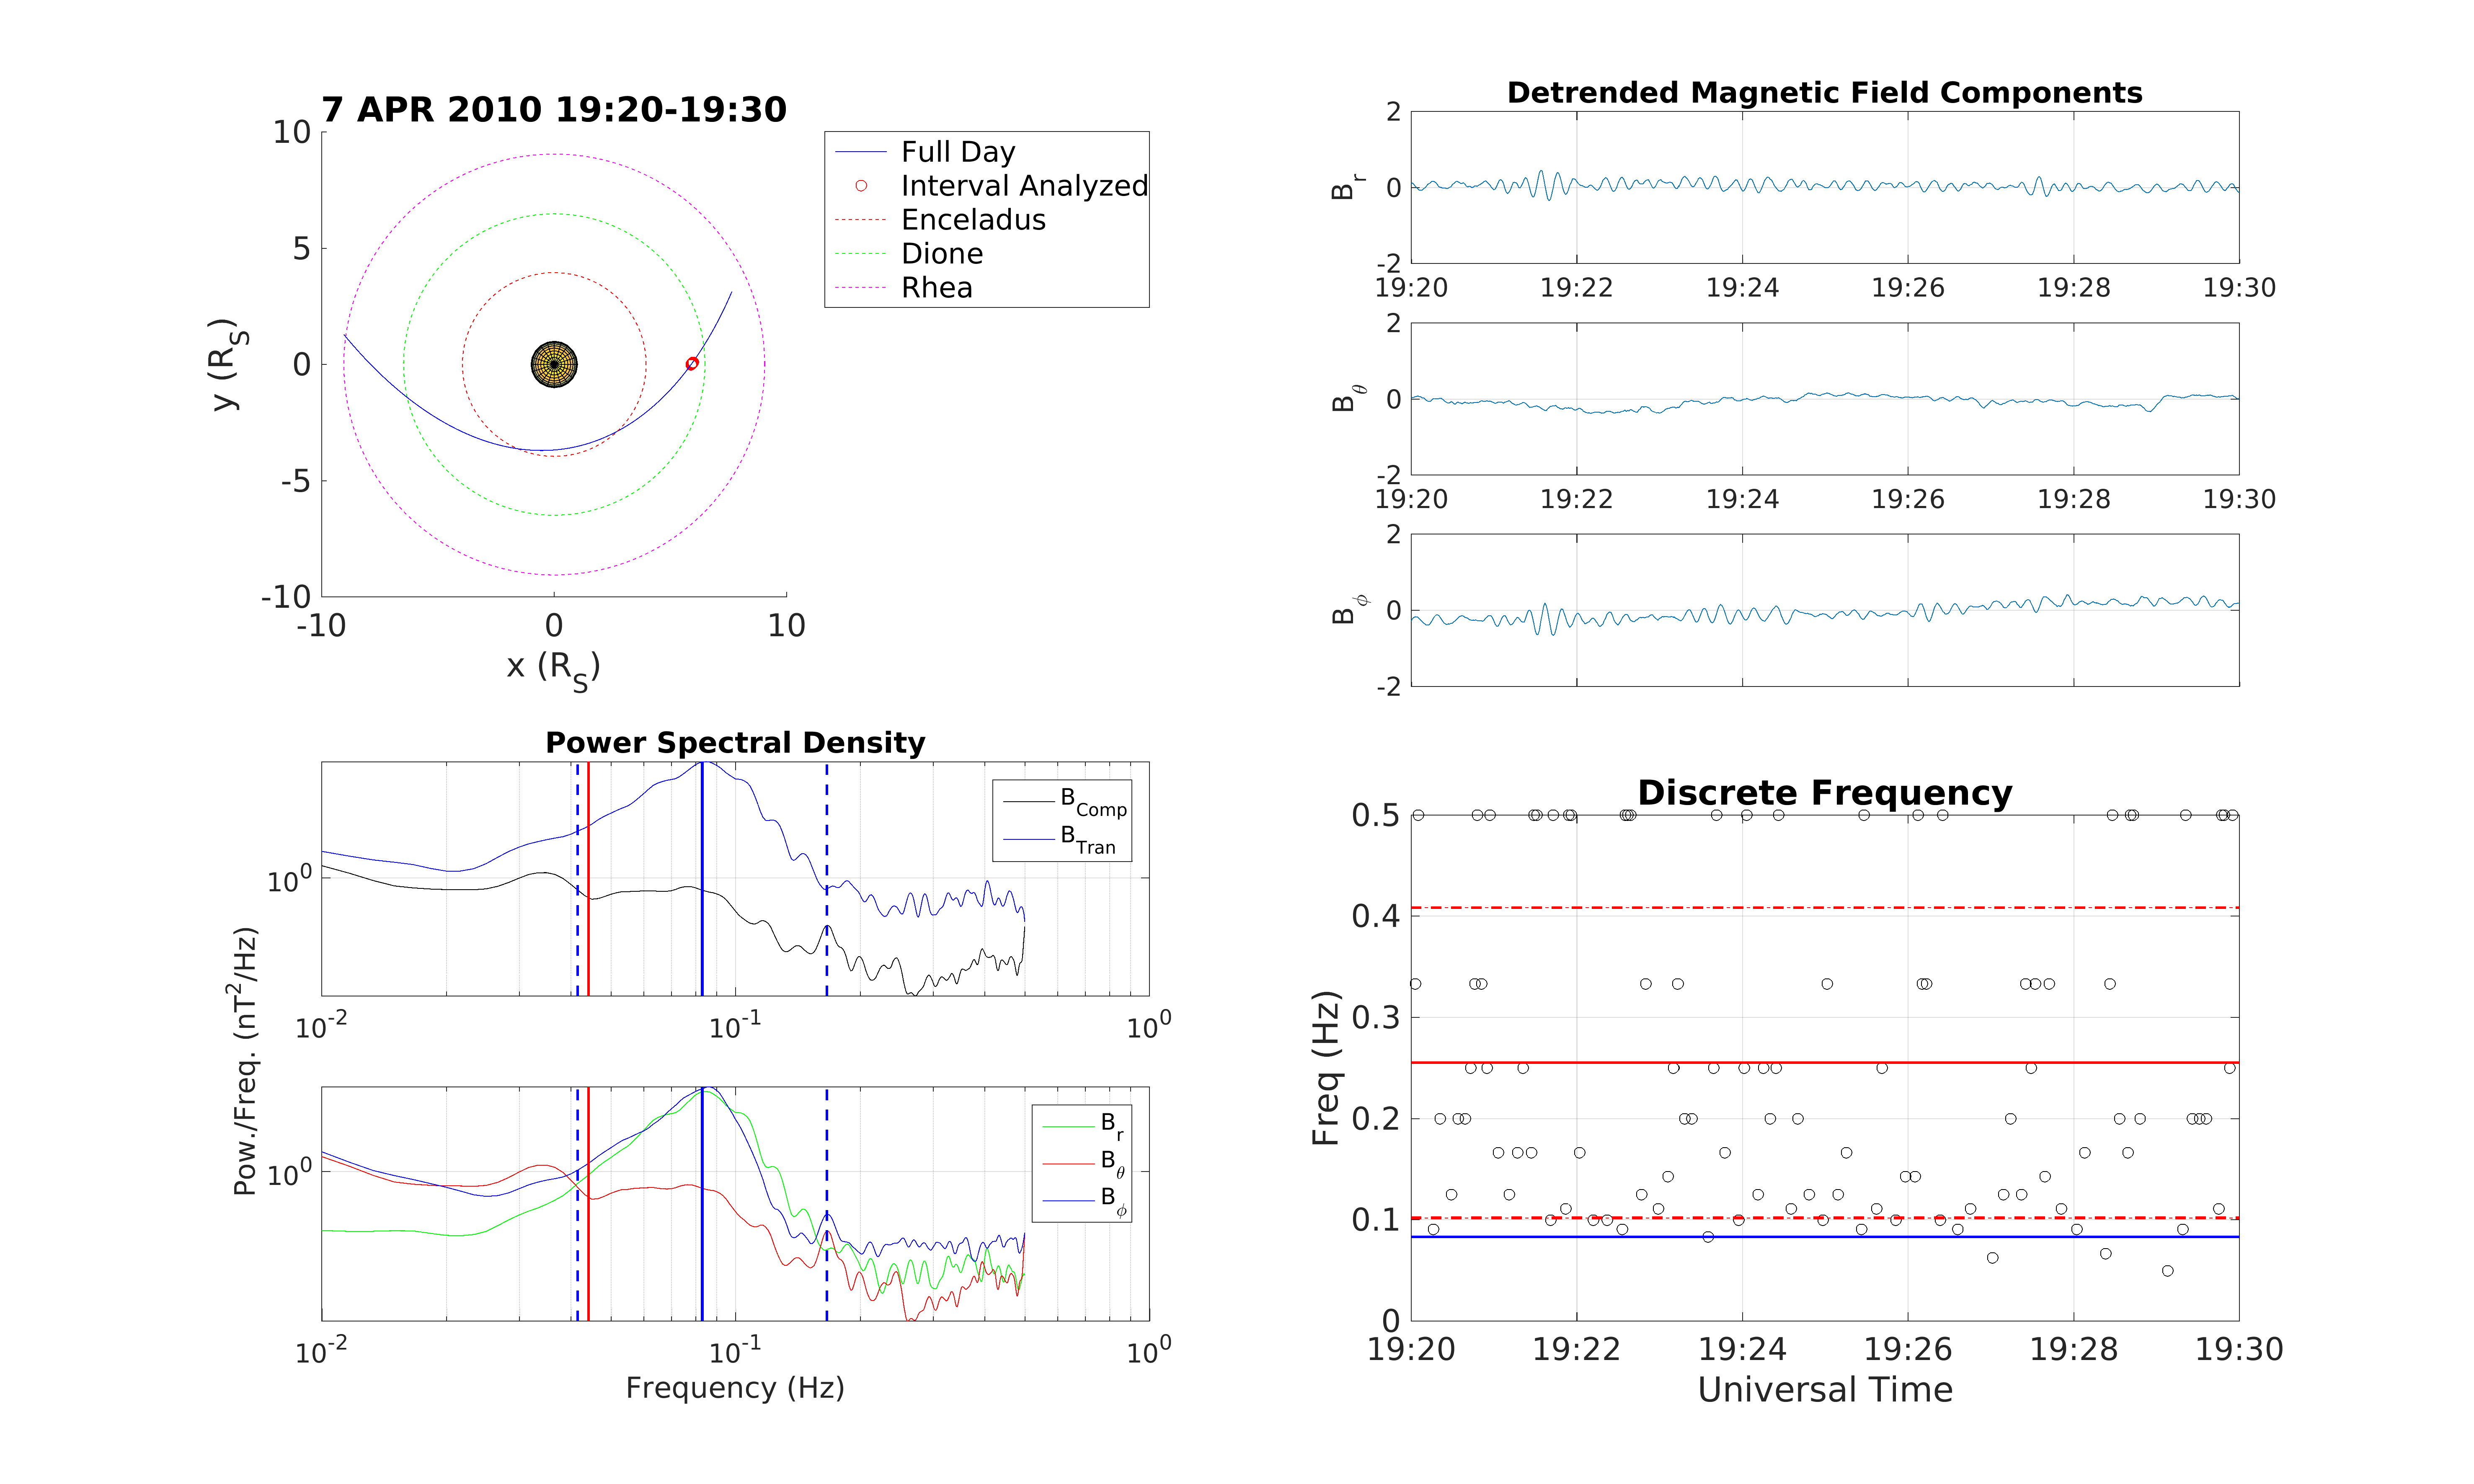 7 APR 2010 19:20-19:30
10
5
0
-5
-10
-10 0 10
x (R_S)
y (R_S)
Full Day
Interval Analyzed
Enceladus
Dione
Rhea
Detrended Magnetic Field Components
2
0
-2
B_r
19:20 19:22 19:24 19:26 19:28 19:30
2
0
-2
B_θ
19:20 19:22 19:24 19:26 19:28 19:30
2
0
-2
B_ϕ
Power Spectral Density
B_Comp
B_Tran
10^0
10^-2 10^-1 10^0
Pow./Freq. (nT^2/Hz)
B_r
B_θ
B_ϕ
10^0
10^-2 10^-1 10^0
Frequency (Hz)
Discrete Frequency
0.5
0.4
0.3
0.2
0.1
0
Freq (Hz)
19:20 19:22 19:24 19:26 19:28 19:30
Universal Time